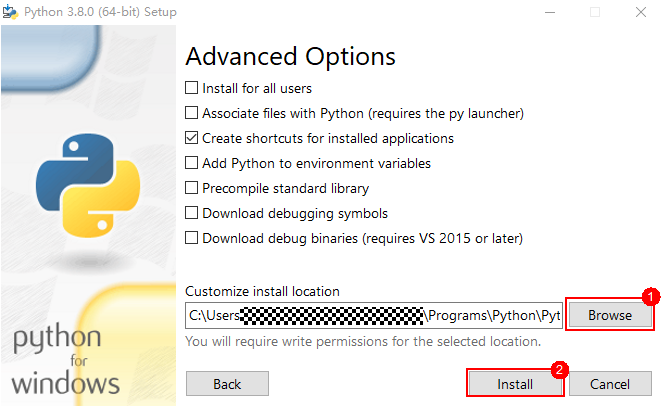 Python 3.8.0 (64-bit) Setup
Advanced Options
Install for all users
Associate files with Python (requires the py launcher)
Create shortcuts for installed applications
Add Python to environment variables
Precompile standard library
Download debugging symbols
Download debug binaries (requires VS 2015 or later)
Customize install location
1
C:\Users\Programs\Python\Pyt
Browse
You will require write permissions for the selected location.
python
for
windows
2
Back
Install
Cancel